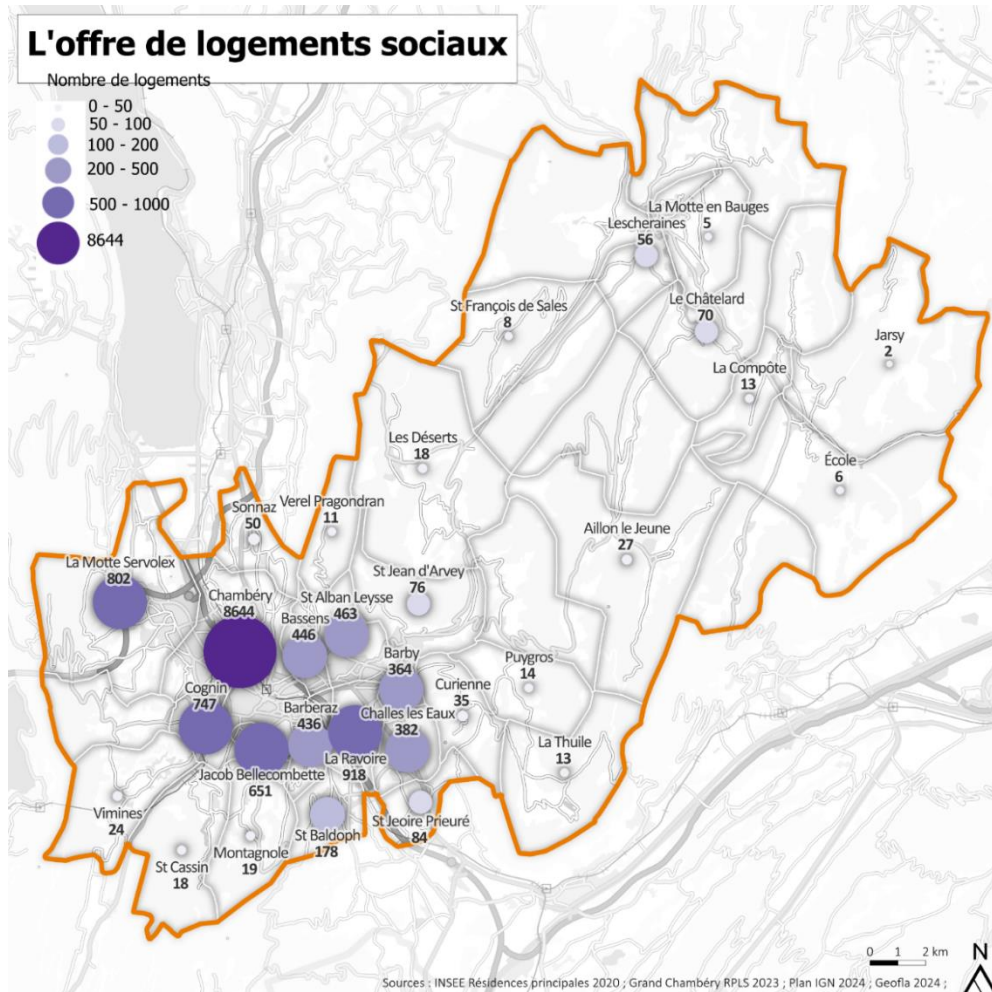 L'offre de logements sociaux
Nombre de logements
0 - 50
50 - 100
100 - 200
200 - 500
500 - 1000
8644
La Motte en Bauges
5
Lescheraines
56
St François de Sales
8
Le Châtelard
70
Jarsy
2
La Compôte
13
Les Déserts
18
École
6
Sonnaz
50
Verel Pragondran
11
Aillon le Jeune
27
La Motte Servolex
802
St Jean d'Arvey
76
Chambéry
8644
St Alban Leysse
463
Bassens
446
Barby
364
Puygros
14
Curienne
35
Cognin
747
Barberaz
436
Challes les Eaux
382
La Ravoire
918
La Thuile
13
Jacob Bellecombette
651
Vimines
24
St Jeoire Prieuré
84
St Baldoph
178
Montagnole
19
St Cassin
18
0 1 2 km
N
Sources : INSEE Résidences principales 2020 ; Grand Chambéry RPLS 2023 ; Plan IGN 2024 ; Geofla 2024 ;